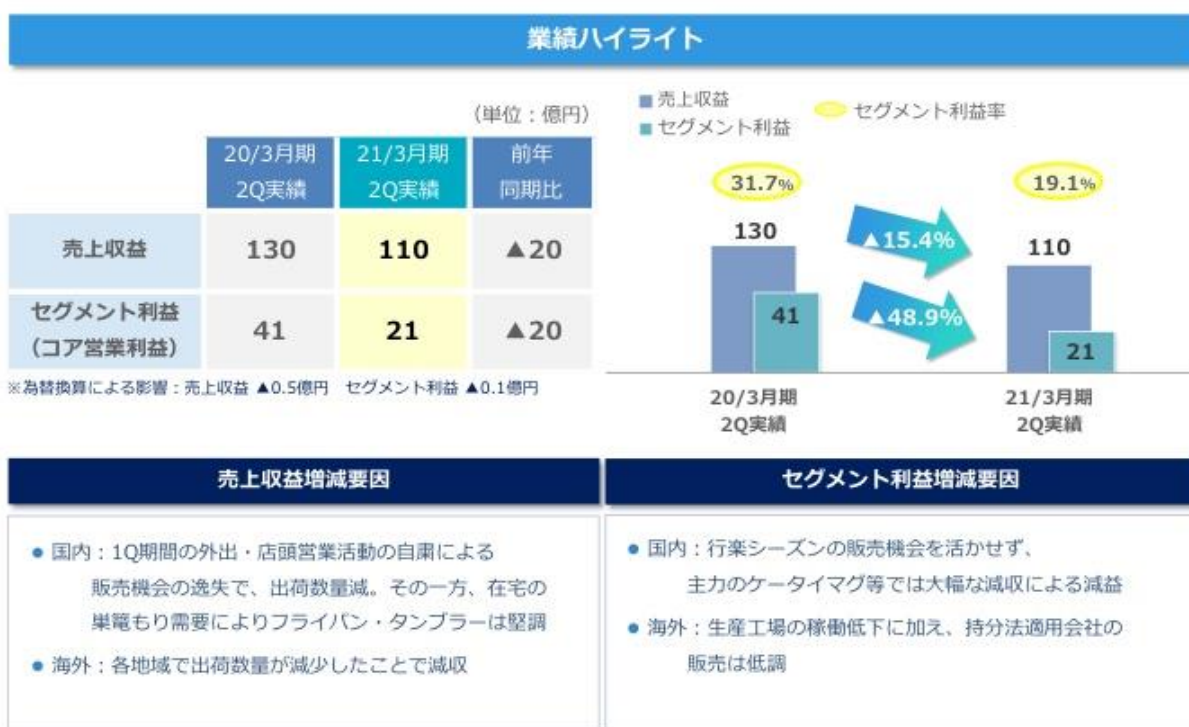 業績ハイライト
(単位：億円)
20/3月期
2Q実績
21/3月期
2Q実績
前年
同期比
売上収益
130
110
▲20
セグメント利益
(コア営業利益)
41
21
▲20
※為替換算による影響：売上収益 ▲0.5億円 セグメント利益 ▲0.1億円
売上収益
セグメント利益
セグメント利益率
31.7%
19.1%
130
▲15.4%
110
41
▲48.9%
21
20/3月期
2Q実績
21/3月期
2Q実績
売上収益増減要因
● 国内：1Q期間の外出・店頭営業活動の自粛による
販売機会の逸失で、出荷数量減。その一方、在宅の
巣篭もり需要によりフライパン・タンブラーは堅調
● 海外：各地域で出荷数量が減少したことで減収
セグメント利益増減要因
● 国内：行楽シーズンの販売機会を活かせず、
主力のケータイマグ等では大幅な減収による減益
● 海外：生産工場の稼働低下に加え、持分法適用会社の
販売は低調